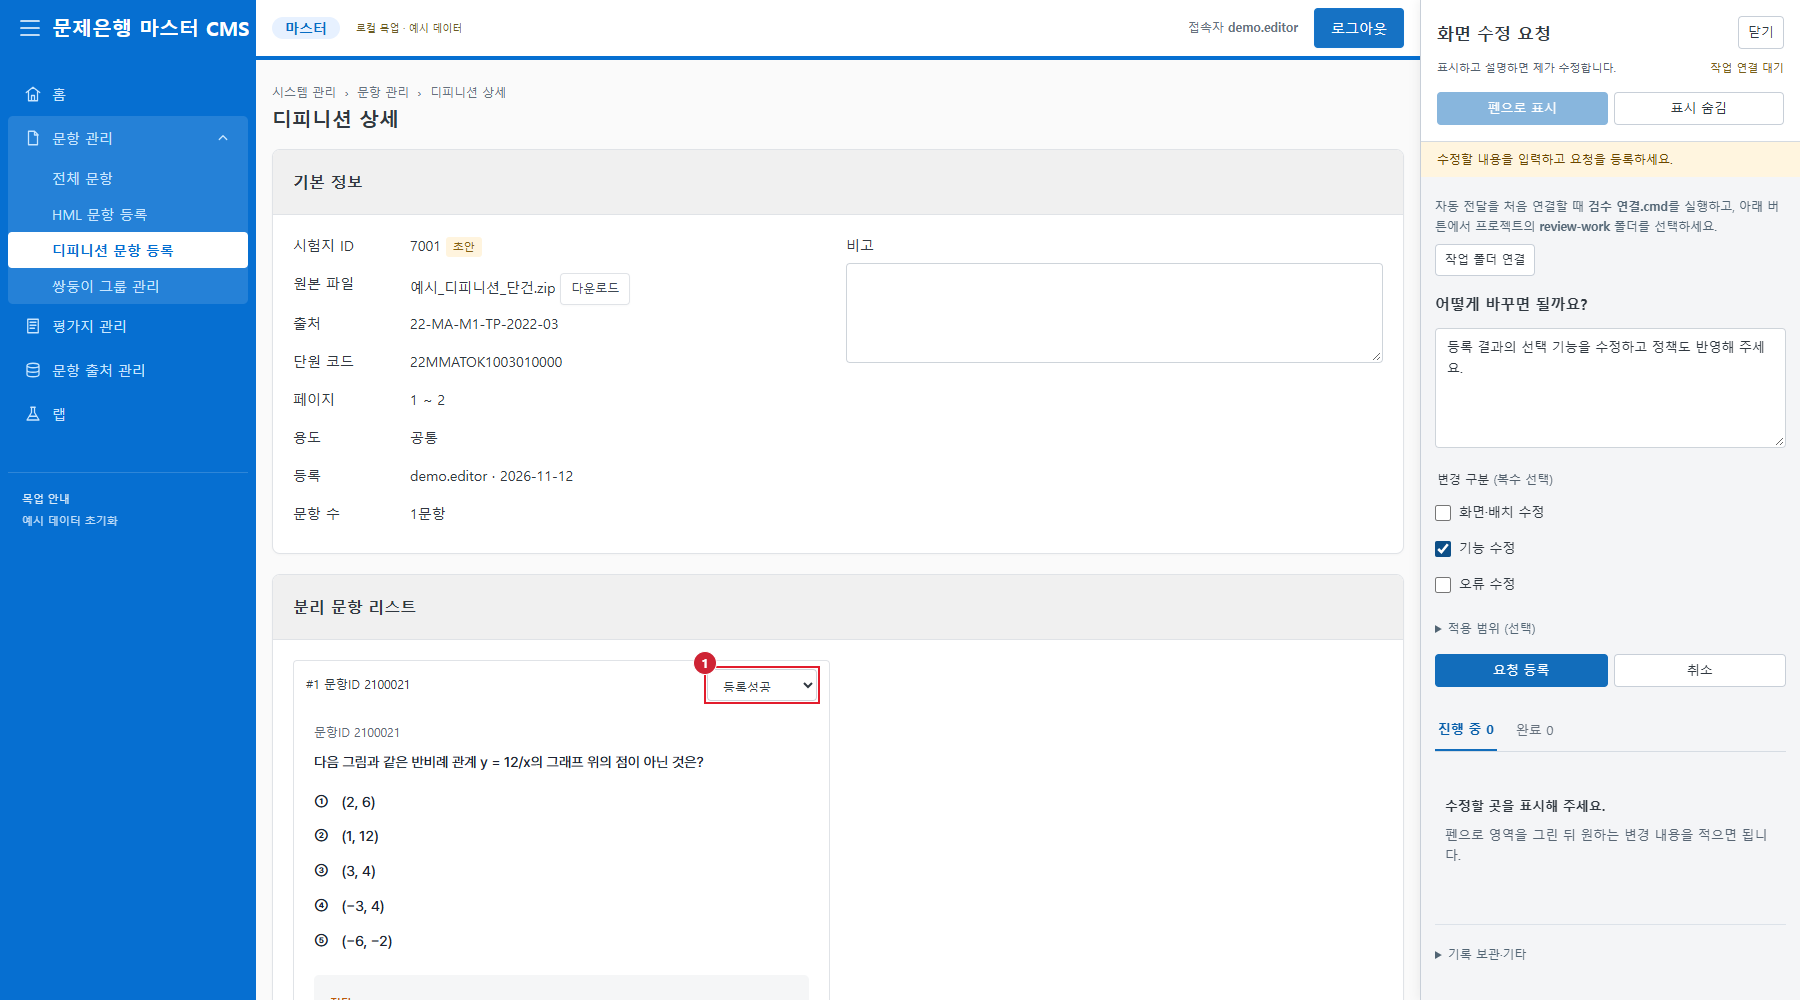 문제은행 마스터 CMS
홈
문항 관리
전체 문항
HML 문항 등록
디피니션 문항 등록
쌍둥이 그룹 관리
평가지 관리
문항 출처 관리
랩
목업 안내
예시 데이터 초기화
마스터 로컬 목업 · 예시 데이터
접속자 demo.editor 로그아웃
시스템 관리 › 문항 관리 › 디피니션 상세
디피니션 상세
기본 정보
시험지 ID 7001 초안
원본 파일 예시_디피니션_단건.zip 다운로드
출처 22-MA-M1-TP-2022-03
단원 코드 22MMATOK1003010000
페이지 1 ~ 2
용도 공통
등록 demo.editor · 2026-11-12
문항 수 1문항
비고
분리 문항 리스트
#1 문항ID 2100021
1
등록성공
문항ID 2100021
다음 그림과 같은 반비례 관계 y = 12/x의 그래프 위의 점이 아닌 것은?
① (2, 6)
② (1, 12)
③ (3, 4)
④ (−3, 4)
⑤ (−6, −2)
화면 수정 요청
닫기
표시하고 설명하면 제가 수정합니다.
작업 연결 대기
펜으로 표시
표시 숨김
수정할 내용을 입력하고 요청을 등록하세요.
자동 전달을 처음 연결할 때 검수 연결.cmd를 실행하고, 아래 버
튼에서 프로젝트의 review-work 폴더를 선택하세요.
작업 폴더 연결
어떻게 바꾸면 될까요?
등록 결과의 선택 기능을 수정하고 정책도 반영해 주세
요.
변경 구분 (복수 선택)
화면·배치 수정
기능 수정
오류 수정
▶ 적용 범위 (선택)
요청 등록
취소
진행 중 0
완료 0
수정할 곳을 표시해 주세요.
펜으로 영역을 그린 뒤 원하는 변경 내용을 적으면 됩니
다.
▶ 기록 보관·기타